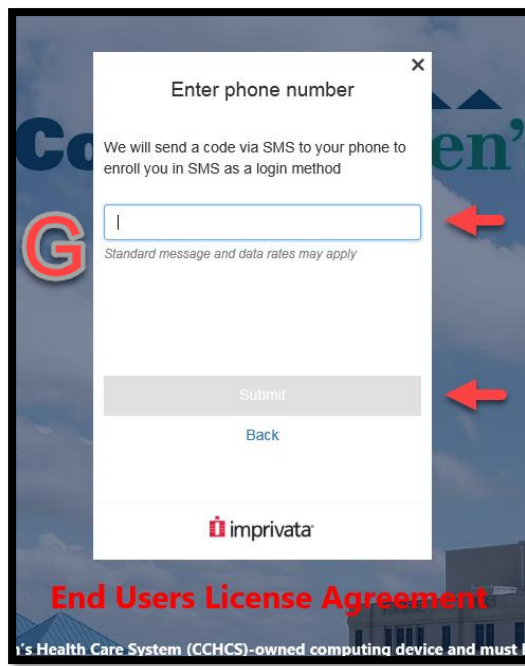 Enter phone number
Co
en'
We will send a code via SMS to your phone to
enroll you in SMS as a login method
G
Standard message and data rates may apply
Submit
Back
imprivata
End Users License Agreement
n's Health Care System (CCHCS)-owned computing device and must